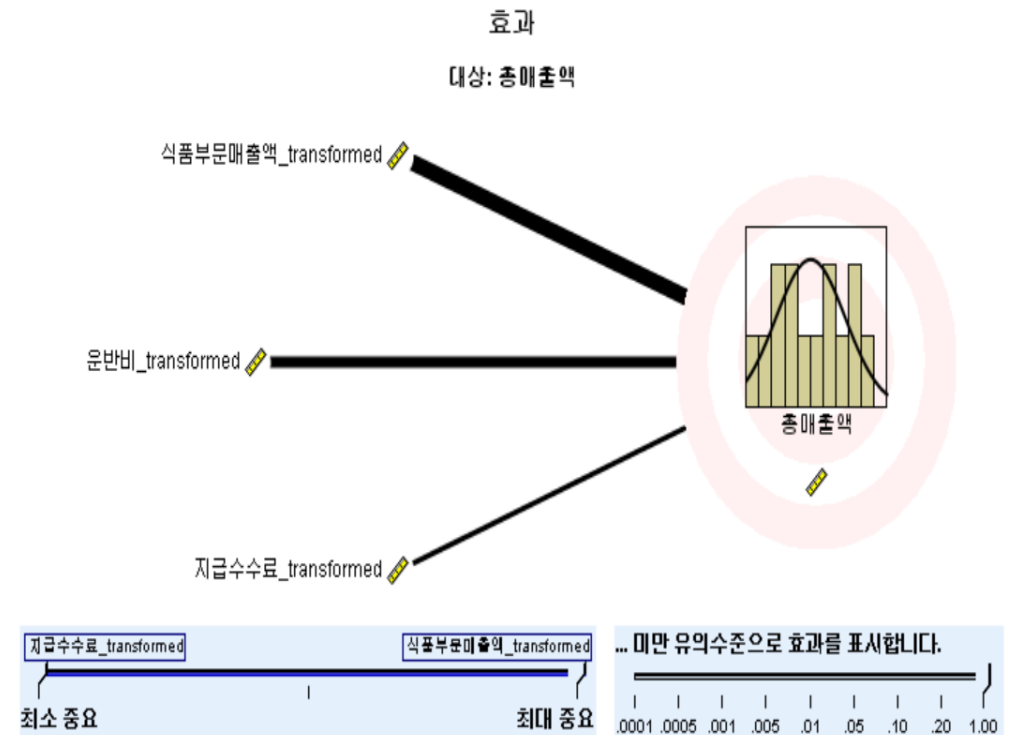 효과
대상: 총매출액
식품부문매출액_transformed
운반비_transformed
총매출액
지급수수료_transformed
지급수수료_transformed 식품부문매출액_transformed
최소 중요 최대 중요
... 미만 유의수준으로 효과를 표시합니다.
.0001 .0005 .001 .005 .01 .05 .10 .20 1.00